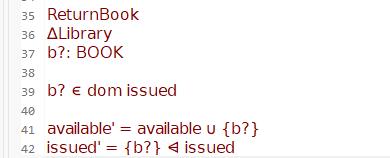 35 ReturnBook
36 ΔLibrary
37 b?: BOOK
38
39 b? ∈ dom issued
40
41 available' = available ∪ {b?}
42 issued' = {b?} ⩤ issued